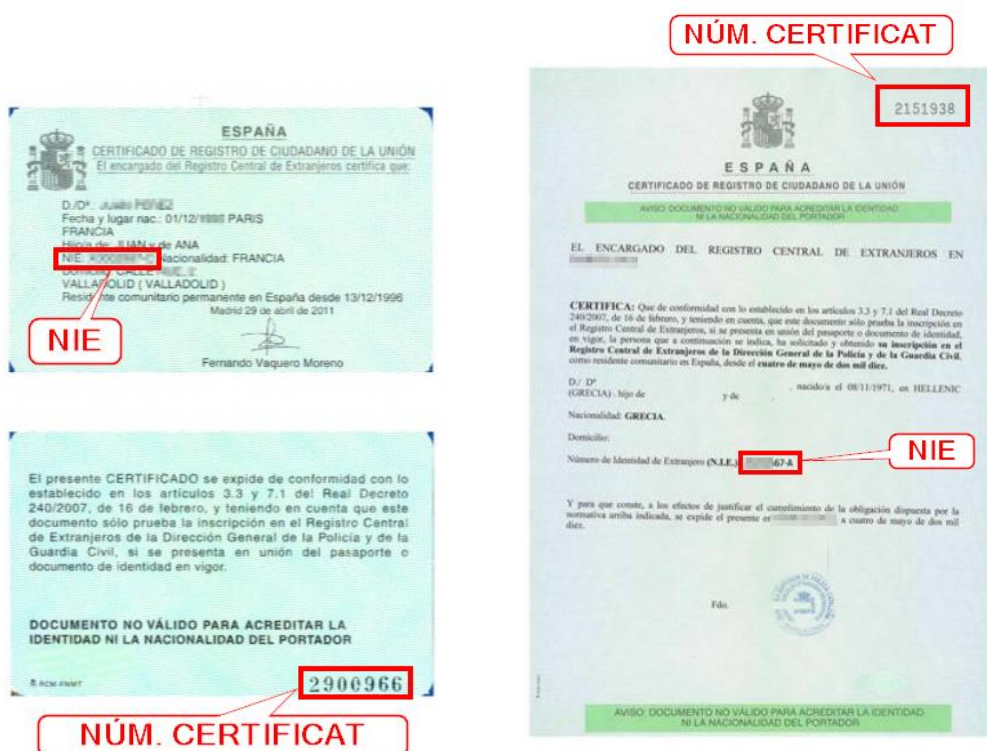 NÚM. CERTIFICAT
ESPAÑA
CERTIFICADO DE REGISTRO DE CIUDADANO DE LA UNIÓN
El encargado del Registro Central de Extranjeros certifica que:
D./Dª.:
Fecha y lugar nac.: 01/12/ PARIS
FRANCIA
Hijo/a de: JUAN y de ANA
NIE: Nacionalidad: FRANCIA
Domicilio: CALLE
VALLADOLID ( VALLADOLID )
Residente comunitario permanente en España desde 13/12/1996
Madrid 29 de abril de 2011
NIE
Fernando Vaquero Moreno
El presente CERTIFICADO se expide de conformidad con lo
establecido en los artículos 3.3 y 7.1 del Real Decreto
240/2007, de 16 de febrero, y teniendo en cuenta que este
documento sólo prueba la inscripción en el Registro Central
de Extranjeros de la Dirección General de la Policía y de la
Guardia Civil, si se presenta en unión del pasaporte o
documento de identidad en vigor.
DOCUMENTO NO VÁLIDO PARA ACREDITAR LA
IDENTIDAD NI LA NACIONALIDAD DEL PORTADOR
2900966
NÚM. CERTIFICAT
2151938
ESPAÑA
CERTIFICADO DE REGISTRO DE CIUDADANO DE LA UNIÓN
AVISO: DOCUMENTO NO VÁLIDO PARA ACREDITAR LA IDENTIDAD
NI LA NACIONALIDAD DEL PORTADOR
EL ENCARGADO DEL REGISTRO CENTRAL DE EXTRANJEROS EN
CERTIFICA: Que de conformidad con lo establecido en los artículos 3.3 y 7.1 del Real Decreto
240/2007, de 16 de febrero, y teniendo en cuenta, que este documento sólo prueba la inscripción en
el Registro Central de Extranjeros, si se presenta en unión del pasaporte o documento de identidad,
en vigor, la persona que a continuación se indica, ha solicitado y obtenido su inscripción en el
Registro Central de Extranjeros de la Dirección General de la Policía y de la Guardia Civil,
como residente comunitario en España, desde el cuatro de mayo de dos mil diez.
D./ Dª , nacido/a el 08/11/1971, en HELLENIC
(GRECIA) , hijo de y de
Nacionalidad: GRECIA.
Domicilio:
Número de Identidad de Extranjero (N.I.E.) 67-A
NIE
Y para que conste, a los efectos de justificar el cumplimiento de la obligación dispuesta por la
normativa arriba indicada, se expide el presente en a cuatro de mayo de dos mil
diez.
Fdo.
AVISO: DOCUMENTO NO VÁLIDO PARA ACREDITAR LA IDENTIDAD
NI LA NACIONALIDAD DEL PORTADOR